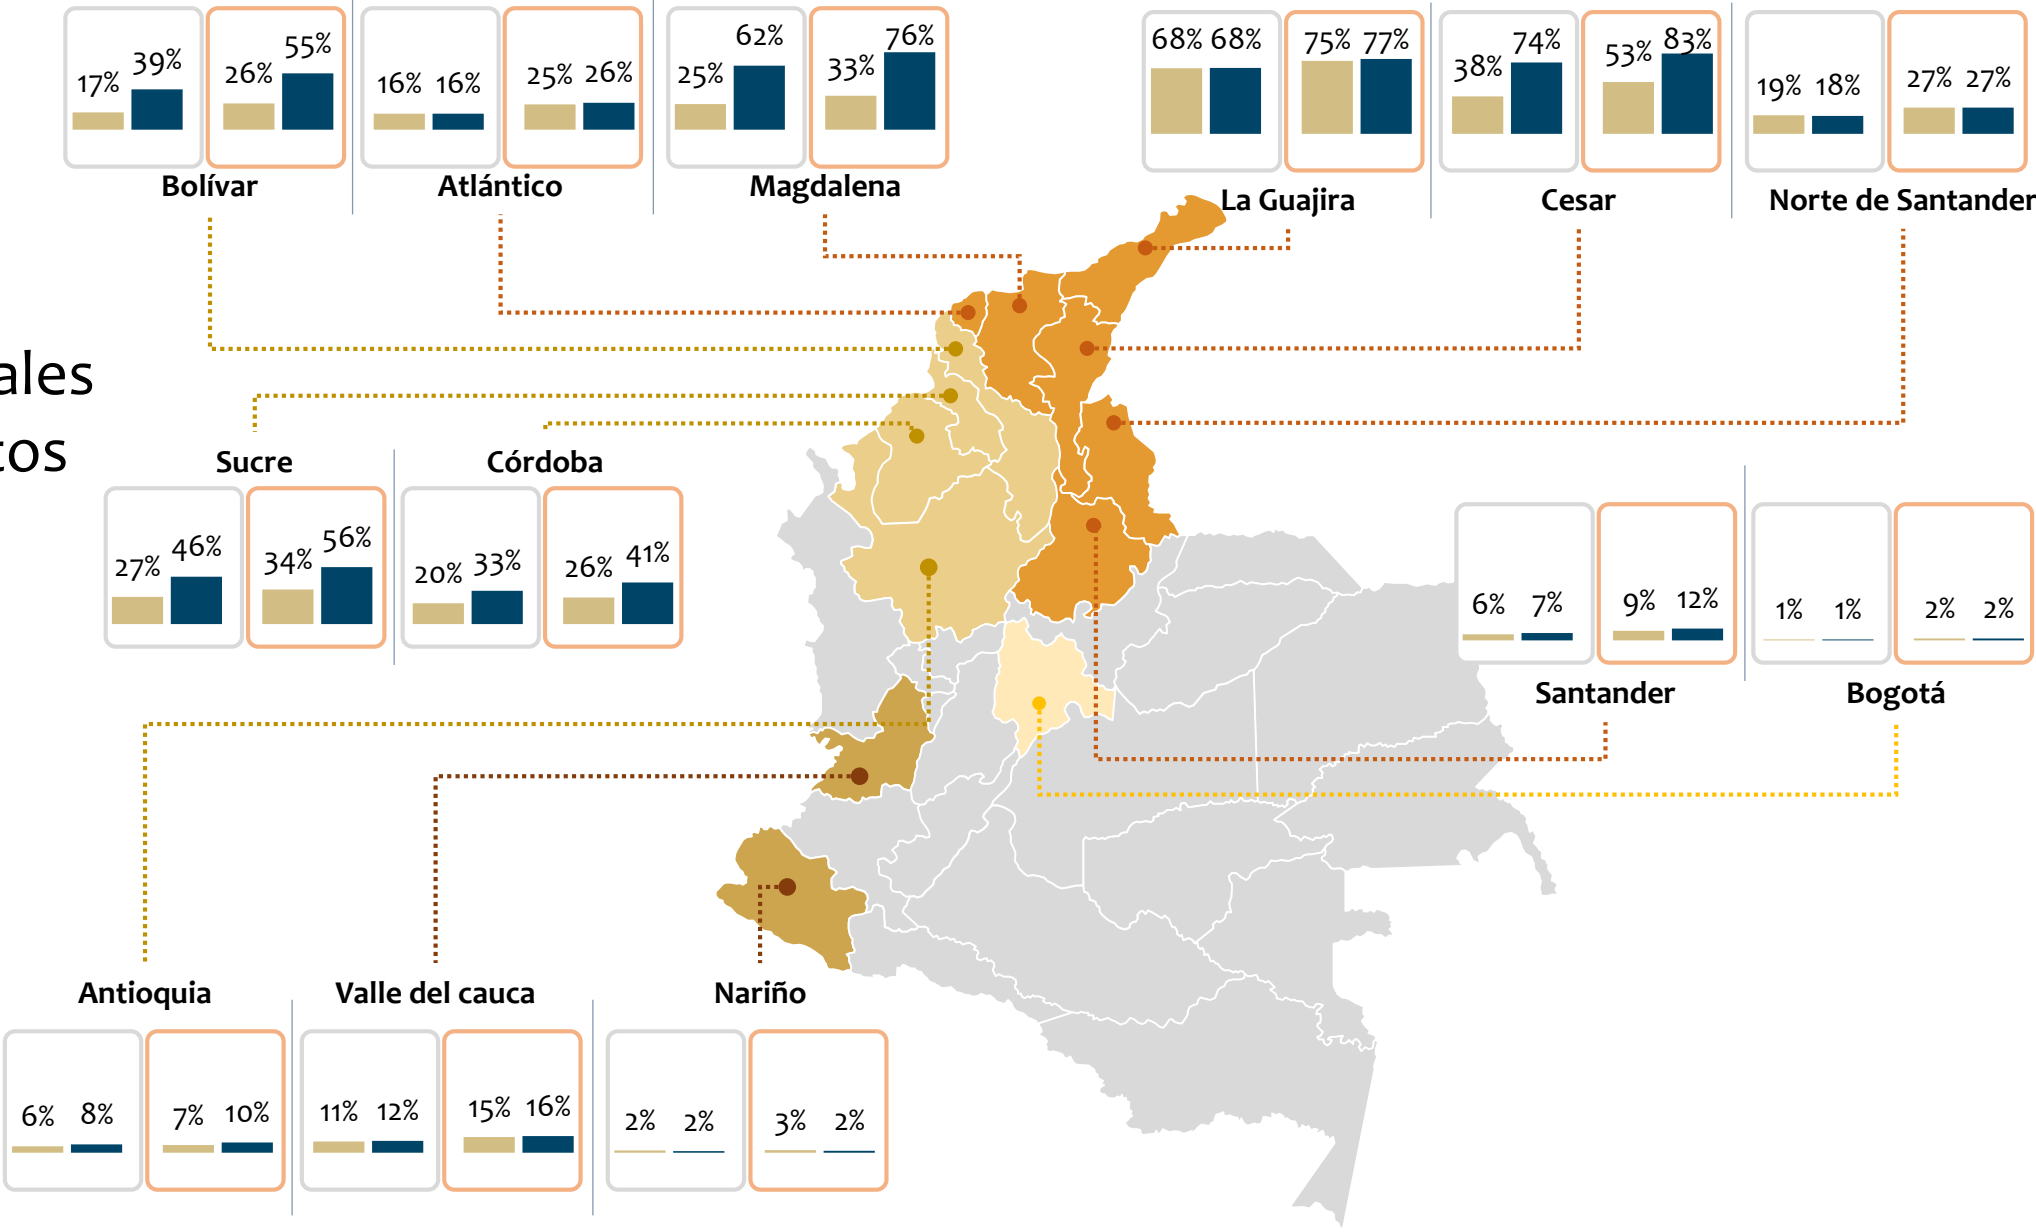 17% 39% 26% 55%
Bolívar
16% 16% 25% 26%
Atlántico
25% 62% 33% 76%
Magdalena
68% 68% 75% 77%
La Guajira
38% 74% 53% 83%
Cesar
19% 18% 27% 27%
Norte de Santander
ales
tos
Sucre
27% 46% 34% 56%
Córdoba
20% 33% 26% 41%
6% 7% 9% 12%
Santander
1% 1% 2% 2%
Bogotá
Antioquia
6% 8% 7% 10%
Valle del cauca
11% 12% 15% 16%
Nariño
2% 2% 3% 2%